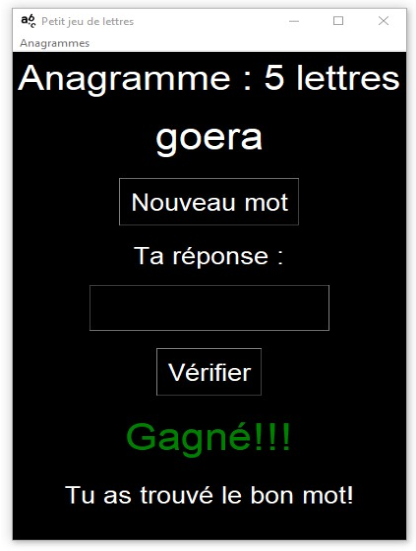 Petit jeu de lettres
Anagrammes
Anagramme : 5 lettres
goera
Nouveau mot
Ta réponse :
Vérifier
Gagné!!!
Tu as trouvé le bon mot!